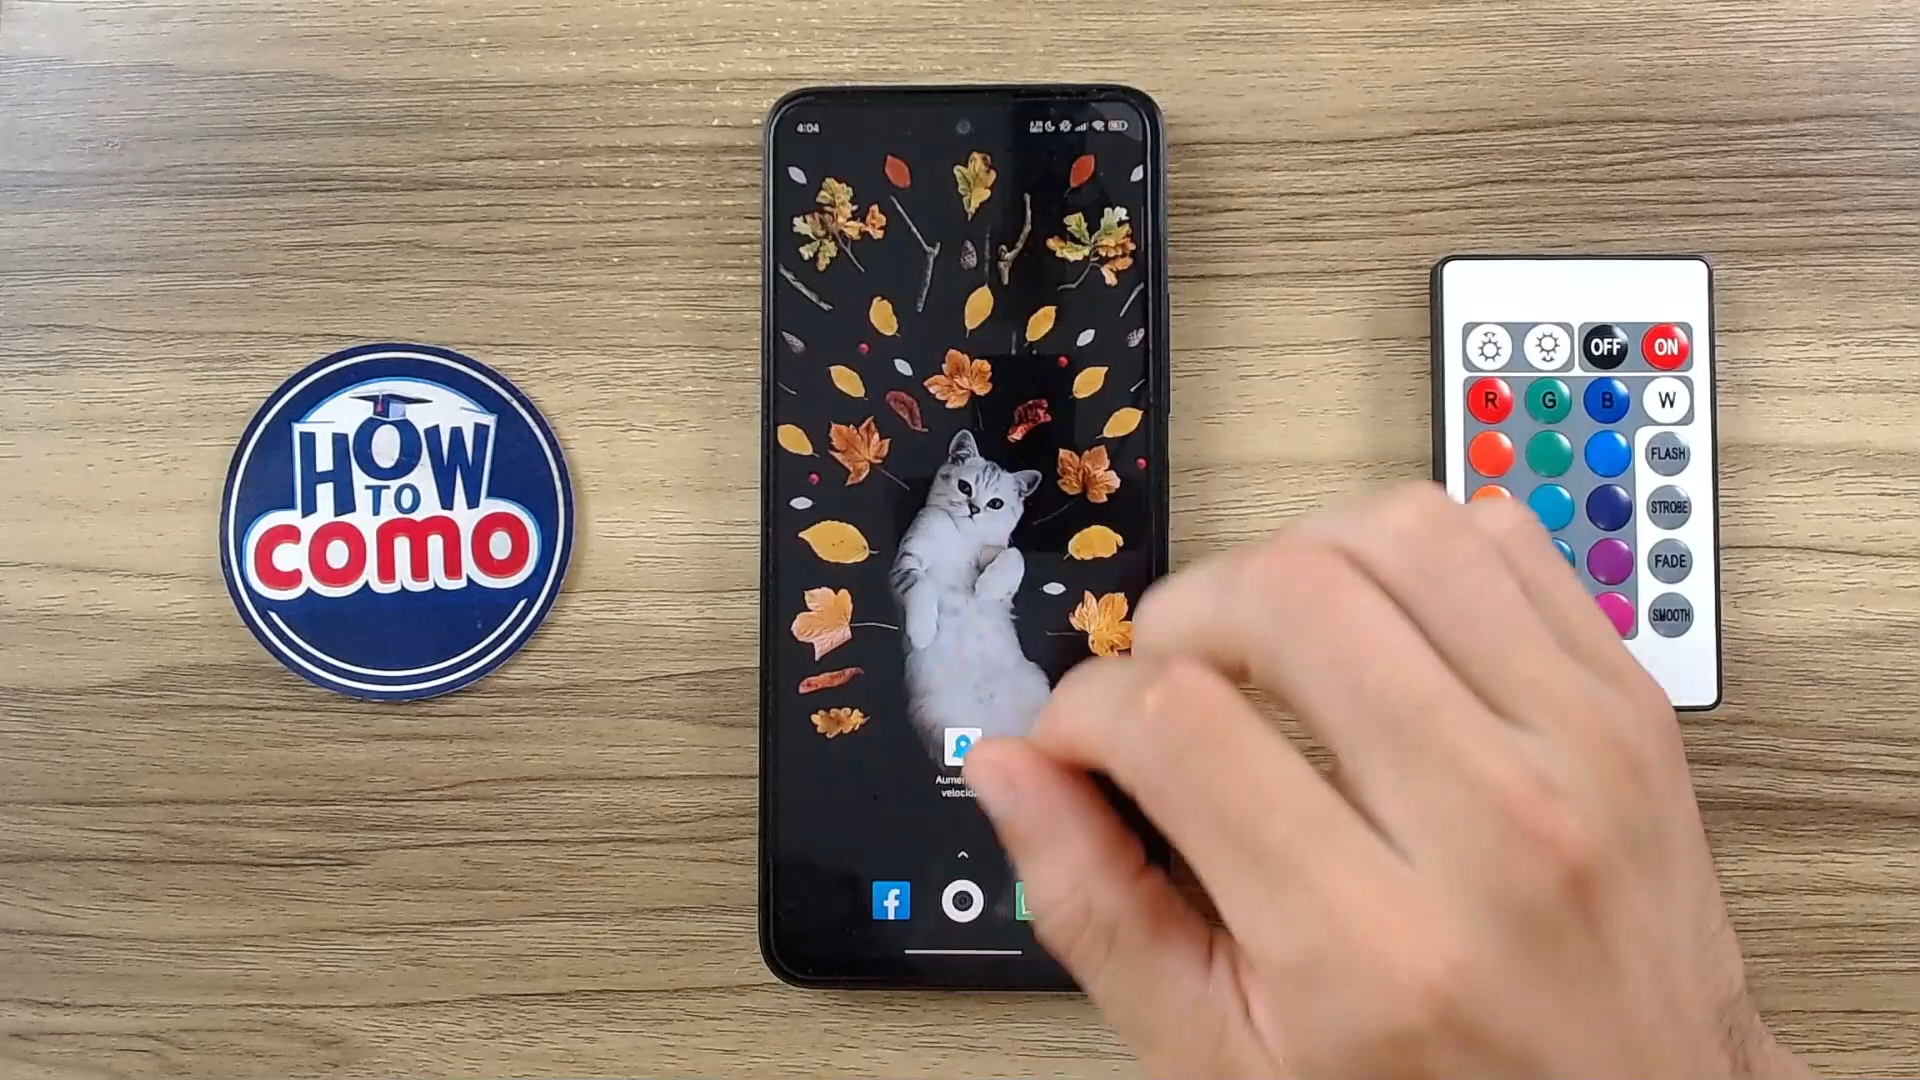 HOW
TO
COMO
4:04
OFF
ON
R
G
B
W
FLASH
STROBE
FADE
SMOOTH